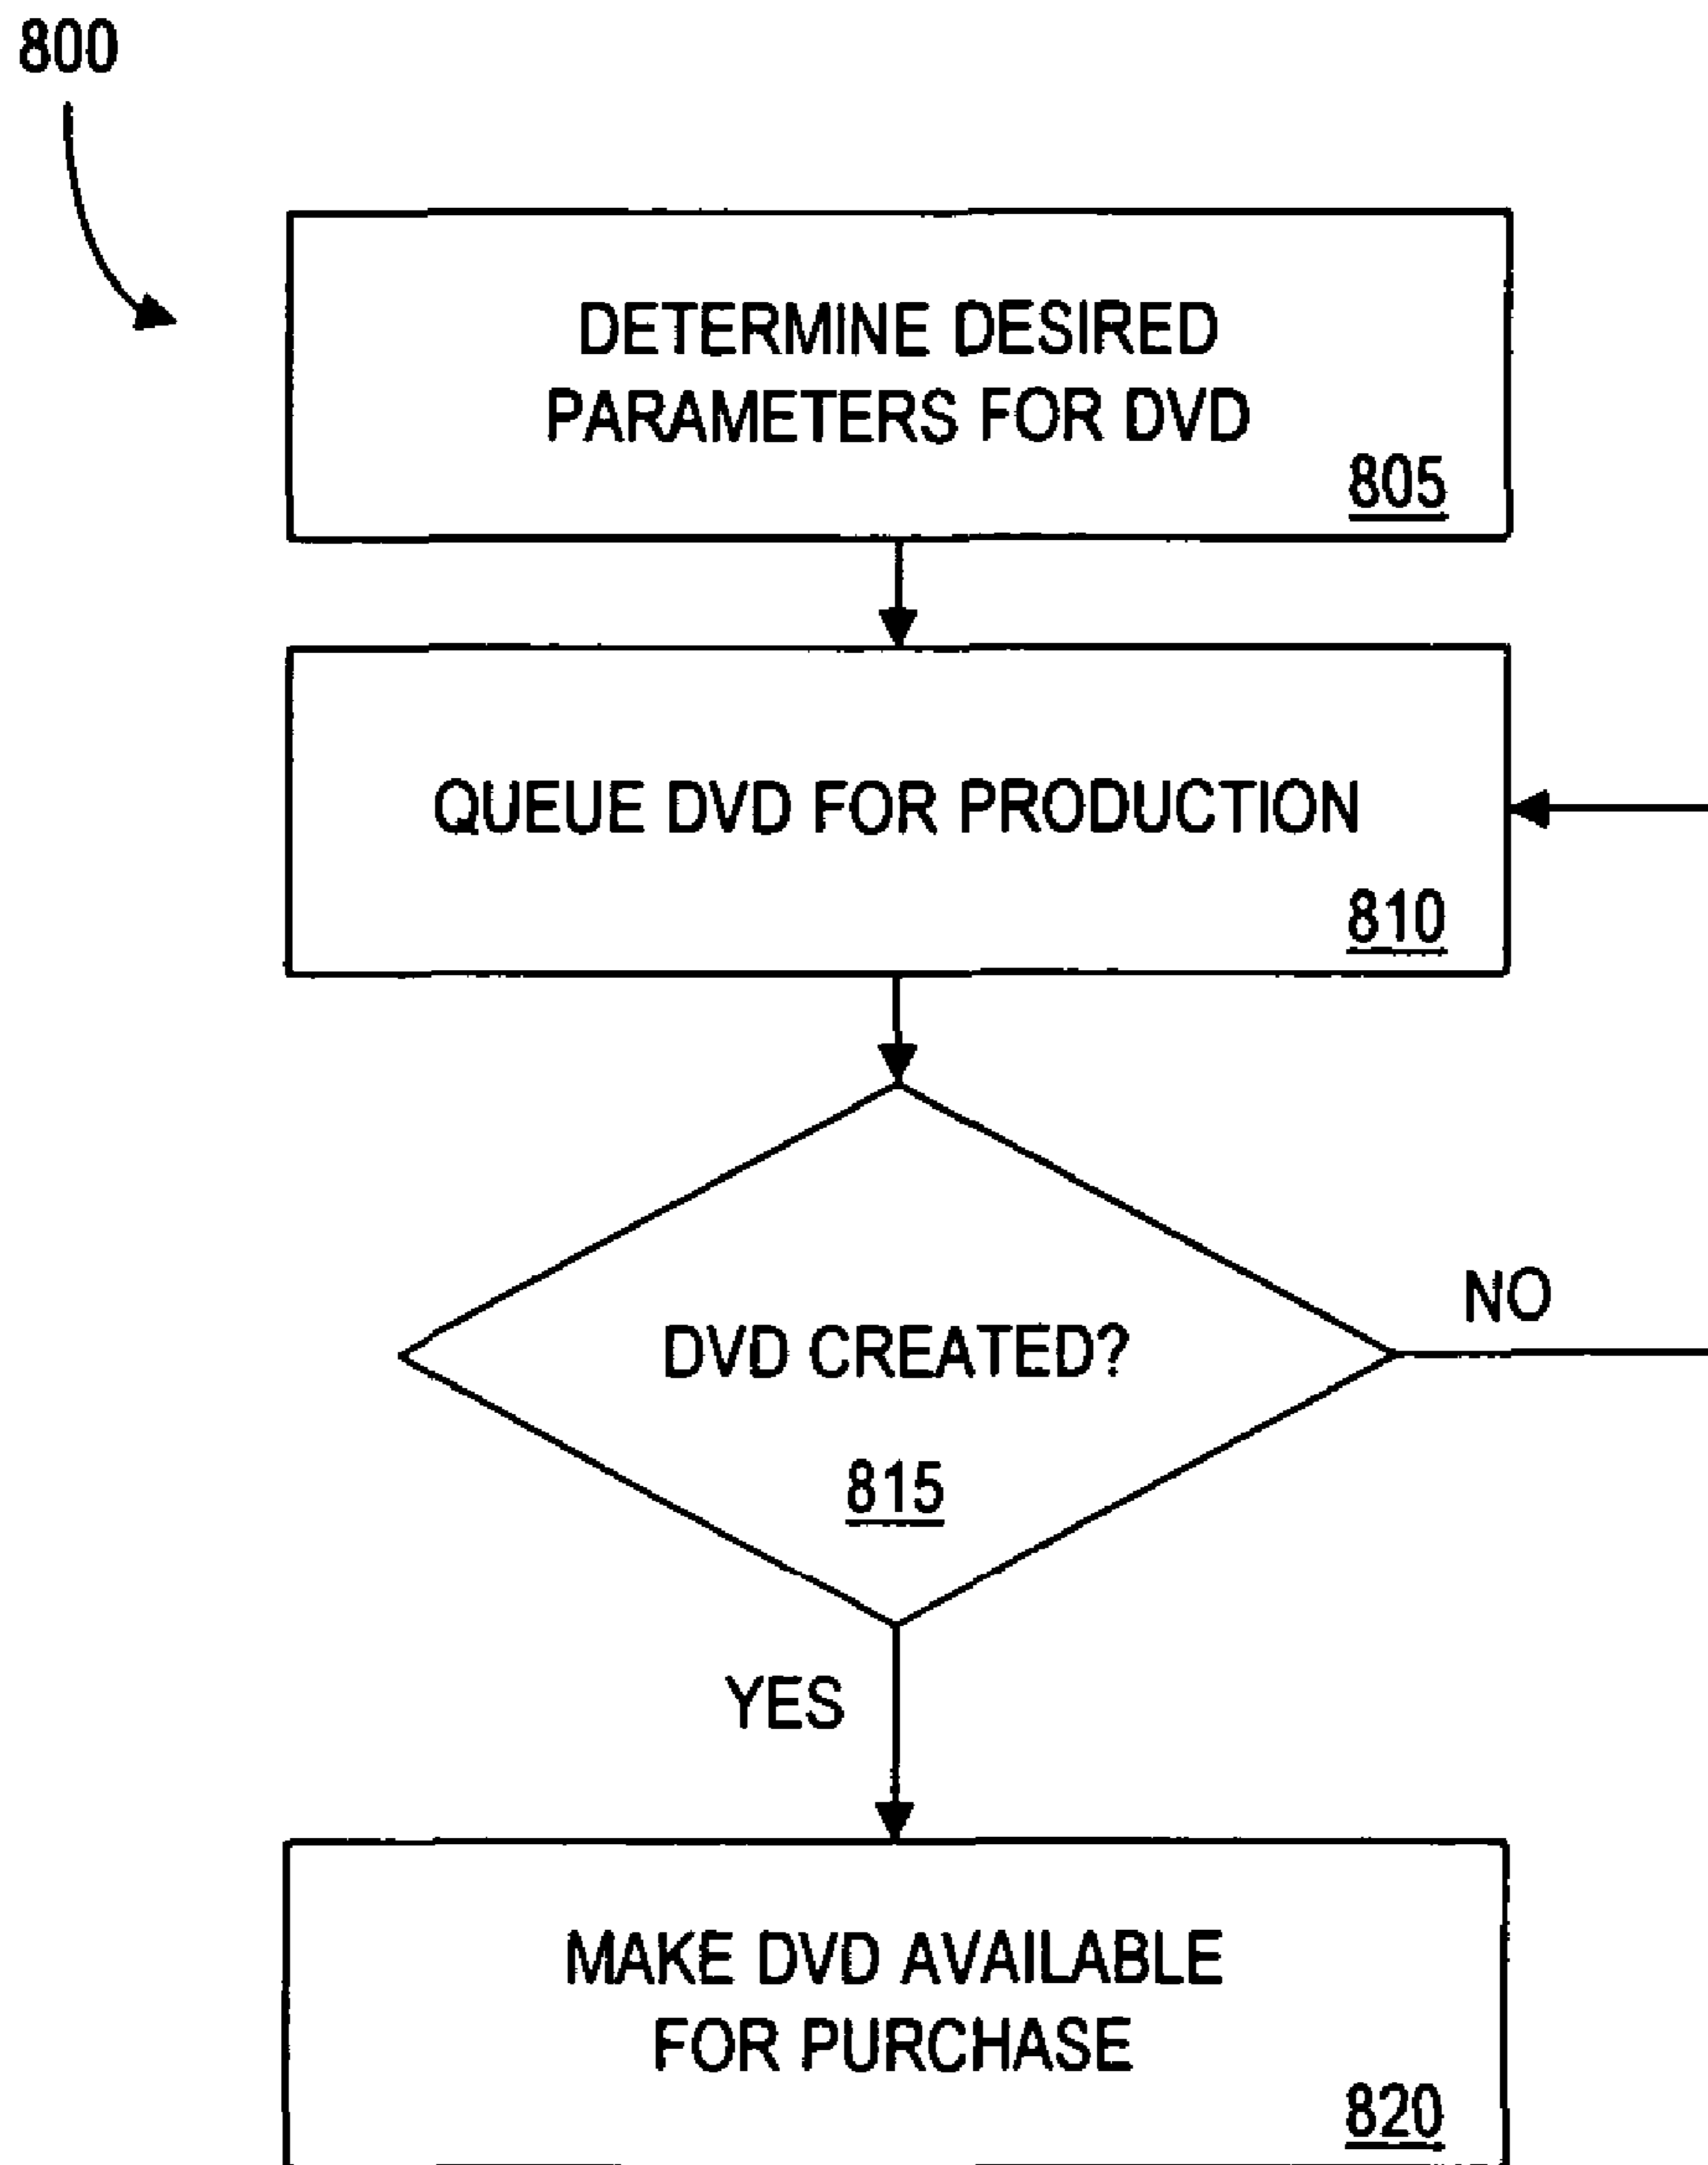 800
DETERMINE DESIRED
PARAMETERS FOR DVD
805
QUEUE DVD FOR PRODUCTION
810
DVD CREATED?
815
NO
YES
MAKE DVD AVAILABLE
FOR PURCHASE
820